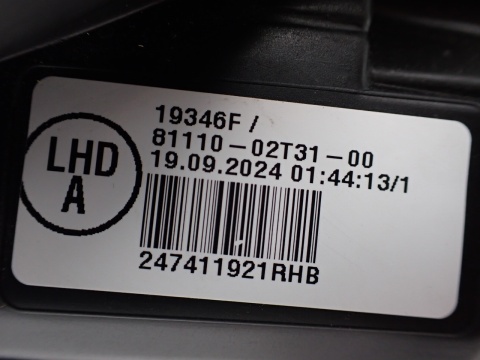 LHD
A
19346F /
81110-02T31-00
19.09.2024 01:44:13/1
247411921RHB